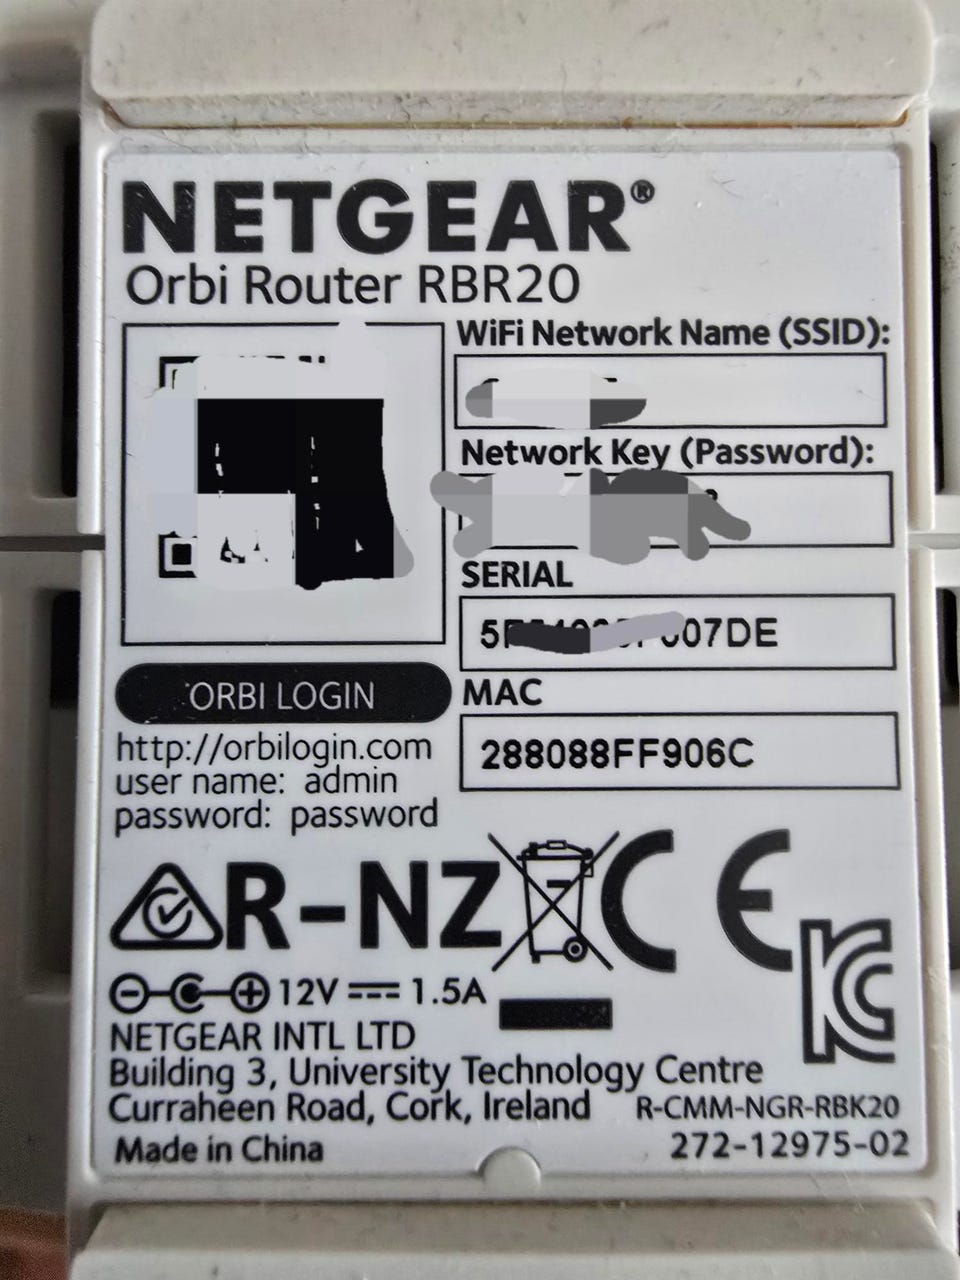 NETGEAR®
Orbi Router RBR20
WiFi Network Name (SSID):
Network Key (Password):
SERIAL
007DE
MAC
288088FF906C
ORBI LOGIN
http://orbilogin.com
user name: admin
password: password
R-NZ
CE
12V 1.5A
NETGEAR INTL LTD
Building 3, University Technology Centre
Curraheen Road, Cork, Ireland
R-CMM-NGR-RBK20
Made in China
272-12975-02